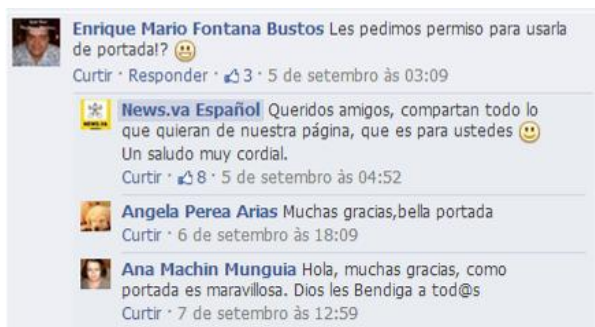 Enrique Mario Fontana Bustos Les pedimos permiso para usarla
de portada!?
Curtir · Responder · 3 · 5 de setembro às 03:09
News.va Español Queridos amigos, compartan todo lo
que quieran de nuestra página, que es para ustedes
Un saludo muy cordial.
Curtir · 8 · 5 de setembro às 04:52
Angela Perea Arias Muchas gracias,bella portada
Curtir · 6 de setembro às 18:09
Ana Machin Munguia Hola, muchas gracias, como
portada es maravillosa. Dios les Bendiga a tod@s
Curtir · 7 de setembro às 12:59